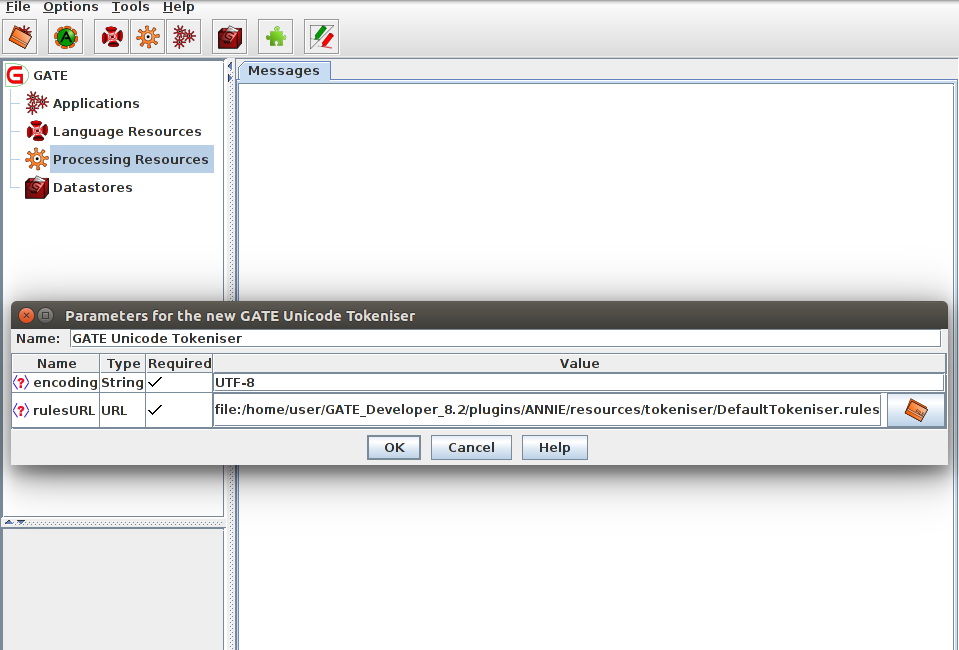 File Options Tools Help
GATE
Applications
Language Resources
Processing Resources
Datastores
Messages
Parameters for the new GATE Unicode Tokeniser
Name: GATE Unicode Tokeniser
Name Type Required Value
<?> encoding String ✓ UTF-8
<?> rulesURL URL ✓ file:/home/user/GATE_Developer_8.2/plugins/ANNIE/resources/tokeniser/DefaultTokeniser.rules
OK Cancel Help